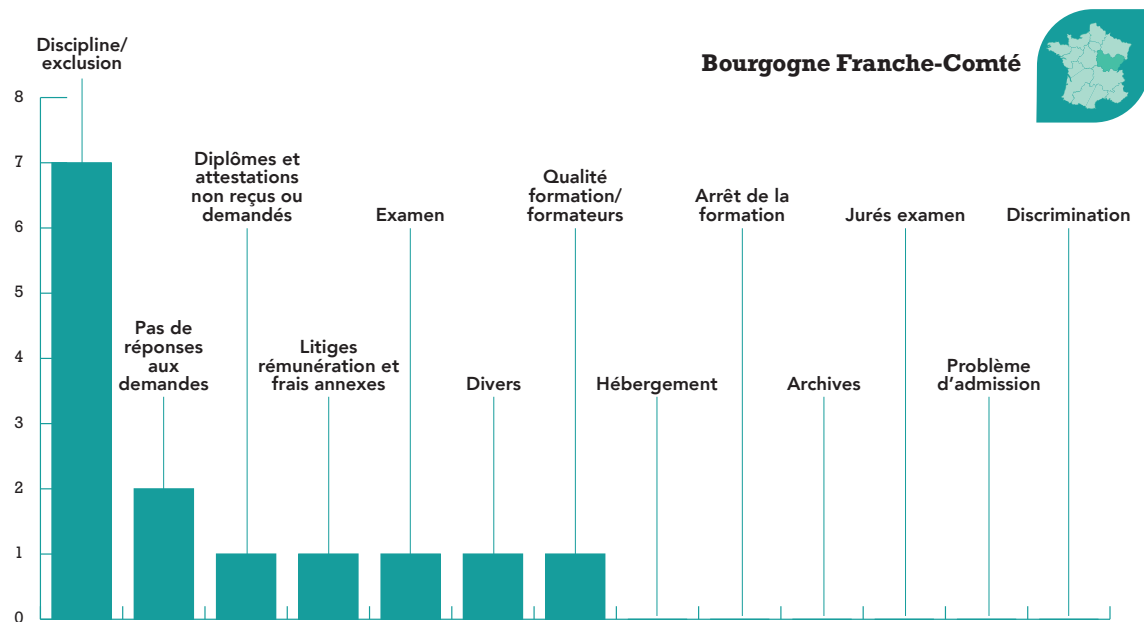 Discipline/
exclusion
Bourgogne Franche-Comté
8
7
6
5
4
3
2
1
0
Diplômes et
attestations
non reçus ou
demandés
Examen
Qualité
formation/
formateurs
Arrêt de la
formation
Jurés examen
Discrimination
Pas de
réponses
aux
demandes
Litiges
rémunération et
frais annexes
Divers
Hébergement
Archives
Problème
d'admission